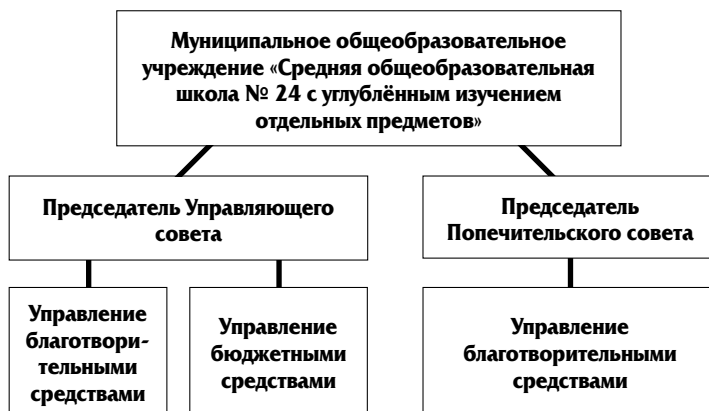 Муниципальное общеобразовательное
учреждение «Средняя общеобразовательная
школа № 24 с углублённым изучением
отдельных предметов»
Председатель Управляющего
совета
Председатель
Попечительского совета
Управление
благотвори-
тельными
средствами
Управление
бюджетными
средствами
Управление
благотворительными
средствами